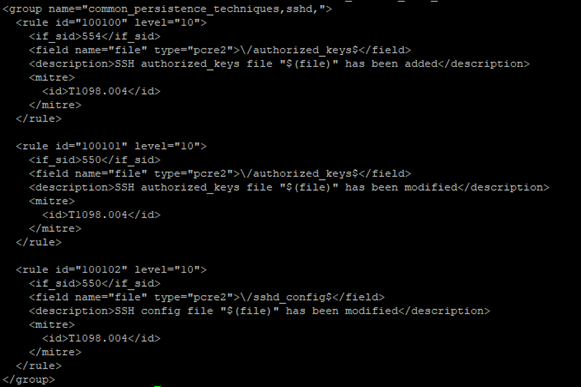 <group name="common_persistence_techniques,sshd,">
  <rule id="100100" level="10">
    <if_sid>554</if_sid>
    <field name="file" type="pcre2">\/authorized_keys$</field>
    <description>SSH authorized_keys file "$(file)" has been added</description>
    <mitre>
      <id>T1098.004</id>
    </mitre>
  </rule>

  <rule id="100101" level="10">
    <if_sid>550</if_sid>
    <field name="file" type="pcre2">\/authorized_keys$</field>
    <description>SSH authorized_keys file "$(file)" has been modified</description>
    <mitre>
      <id>T1098.004</id>
    </mitre>
  </rule>

  <rule id="100102" level="10">
    <if_sid>550</if_sid>
    <field name="file" type="pcre2">\/sshd_config$</field>
    <description>SSH config file "$(file)" has been modified</description>
    <mitre>
      <id>T1098.004</id>
    </mitre>
  </rule>
</group>